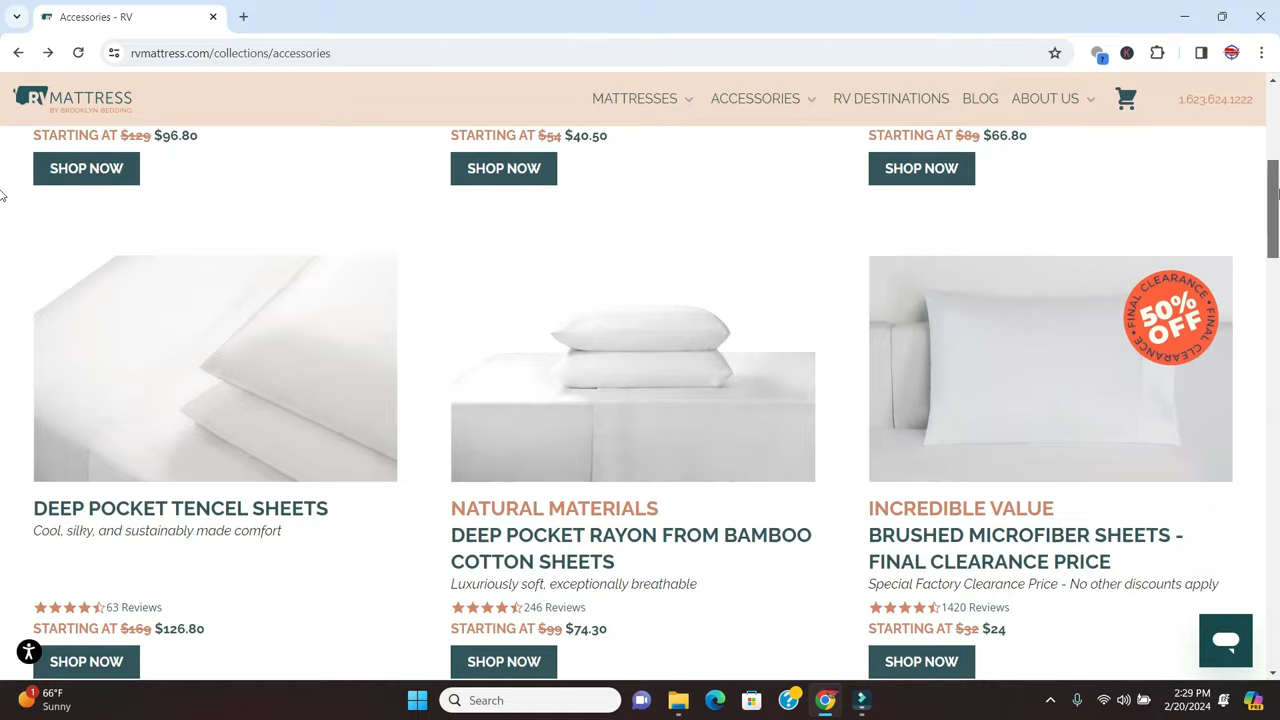 Accessories - RV
rvmattress.com/collections/accessories
RV MATTRESS
BY BROOKLYN BEDDING
MATTRESSES
ACCESSORIES
RV DESTINATIONS
BLOG
ABOUT US
1.623.624.1222
STARTING AT $129 $96.80
STARTING AT $54 $40.50
STARTING AT $89 $66.80
SHOP NOW
SHOP NOW
SHOP NOW
FINAL CLEARANCE
50%
OFF
FINAL CLEARANCE
DEEP POCKET TENCEL SHEETS
Cool, silky, and sustainably made comfort
63 Reviews
STARTING AT $169 $126.80
SHOP NOW
NATURAL MATERIALS
DEEP POCKET RAYON FROM BAMBOO
COTTON SHEETS
Luxuriously soft, exceptionally breathable
246 Reviews
STARTING AT $99 $74.30
SHOP NOW
INCREDIBLE VALUE
BRUSHED MICROFIBER SHEETS -
FINAL CLEARANCE PRICE
Special Factory Clearance Price - No other discounts apply
1420 Reviews
STARTING AT $32 $24
SHOP NOW
1
66°F
Sunny
Search
2:29 PM
2/20/2024